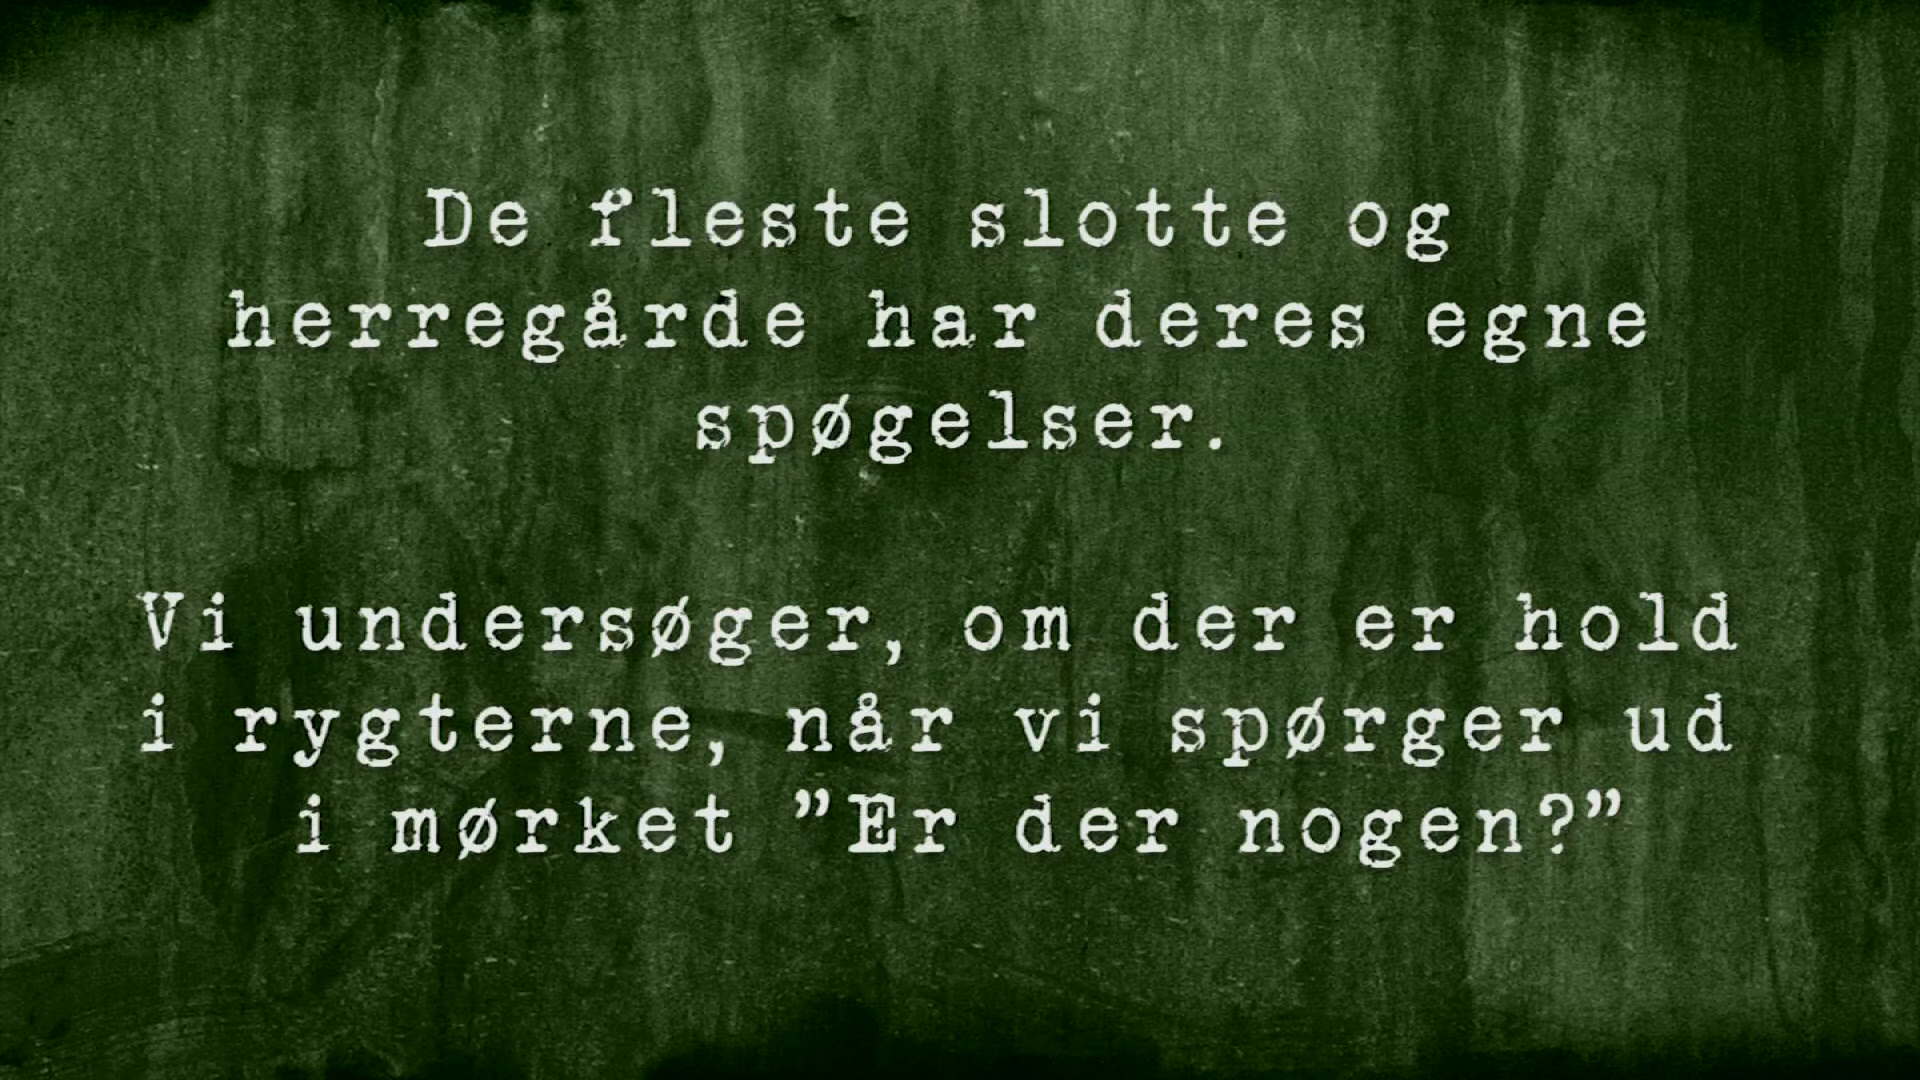 De fleste slotte og
herregårde har deres egne
spøgelser.
Vi undersøger, om der er hold
i rygterne, når vi spørger ud
i mørket ”Er der nogen?”